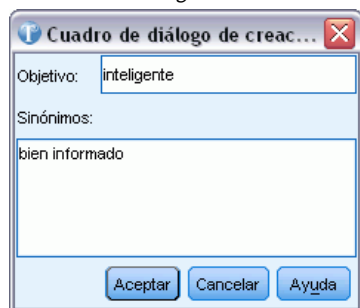 Cuadro de diálogo de creac...
Objetivo: inteligente
Sinónimos:
bien informado
Aceptar Cancelar Ayuda